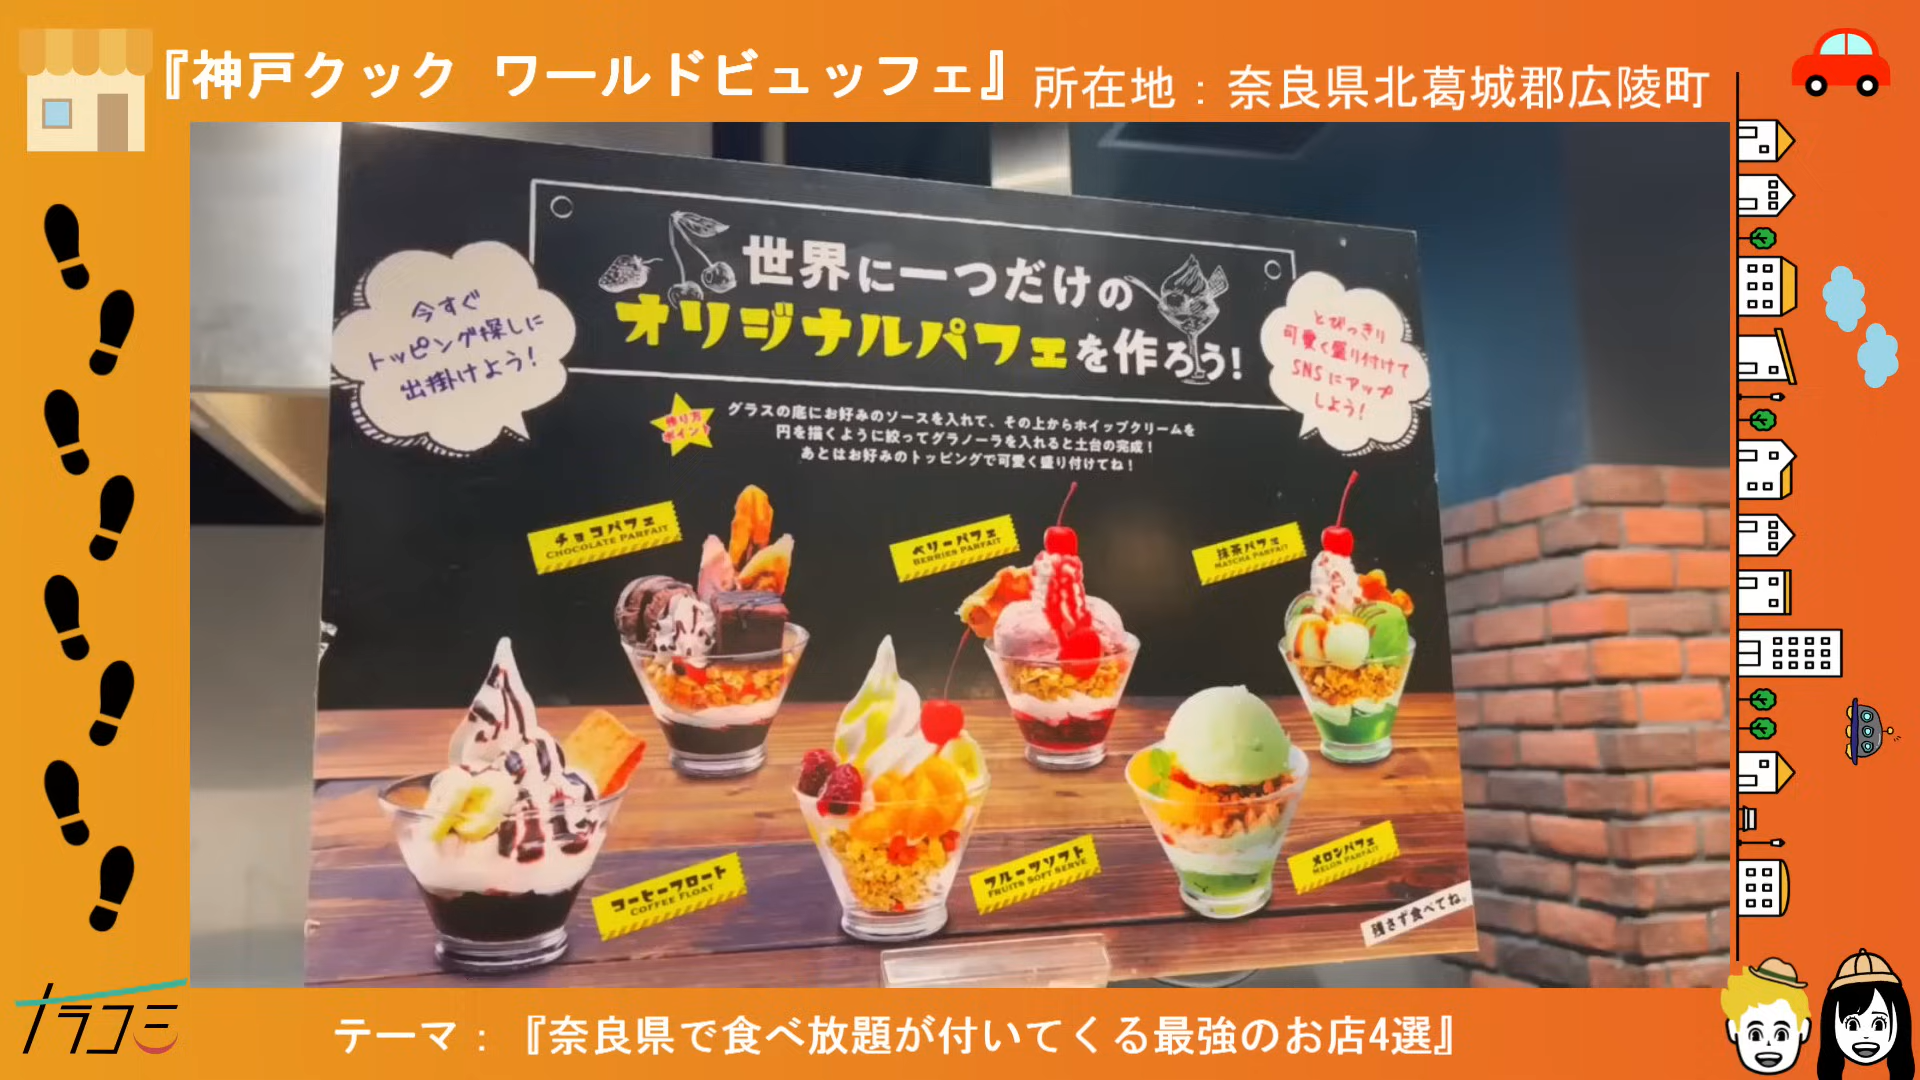 『神戸クック ワールドビュッフェ』
所在地：奈良県北葛城郡広陵町
世界に一つだけの
オリジナルパフェを作ろう!
今すぐ
トッピング探しに
出掛けよう!
とびっきり
可愛く盛り付けて
SNSにアップ
しよう!
作り方
ポイント
グラスの底にお好みのソースを入れて、その上からホイップクリームを
円を描くように絞ってグラノーラを入れると土台の完成!
あとはお好みのトッピングで可愛く盛り付けてね!
チョコパフェ
CHOCOLATE PARFAIT
ベリーパフェ
BERRIES PARFAIT
抹茶パフェ
MATCHA PARFAIT
コーヒーフロート
COFFEE FLOAT
フルーツソフト
FRUITS SOFT SERVE
メロンパフェ
MELON PARFAIT
残さず食べてね。
ナラコミ
テーマ：『奈良県で食べ放題が付いてくる最強のお店4選』